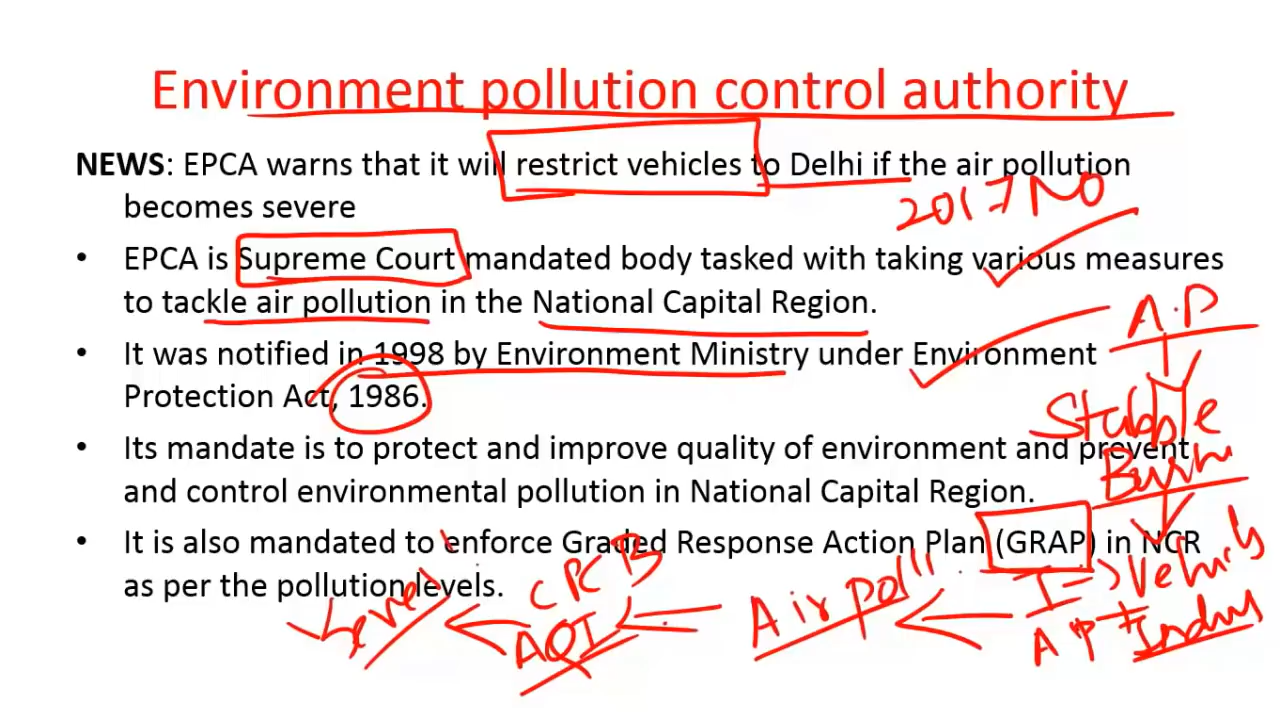 Environment pollution control authority
NEWS: EPCA warns that it will restrict vehicles to Delhi if the air pollution
becomes severe
2017 NO
• EPCA is Supreme Court mandated body tasked with taking various measures
to tackle air pollution in the National Capital Region.
A.P
• It was notified in 1998 by Environment Ministry under Environment
Protection Act, 1986.
Stubble
• Its mandate is to protect and improve quality of environment and prevent
Burni
and control environmental pollution in National Capital Region.
• It is also mandated to enforce Graded Response Action Plan (GRAP) in NCR
as per the pollution levels.
CPCB
AQI
Level
Air poll"
I → Vehicls
AP + Indus